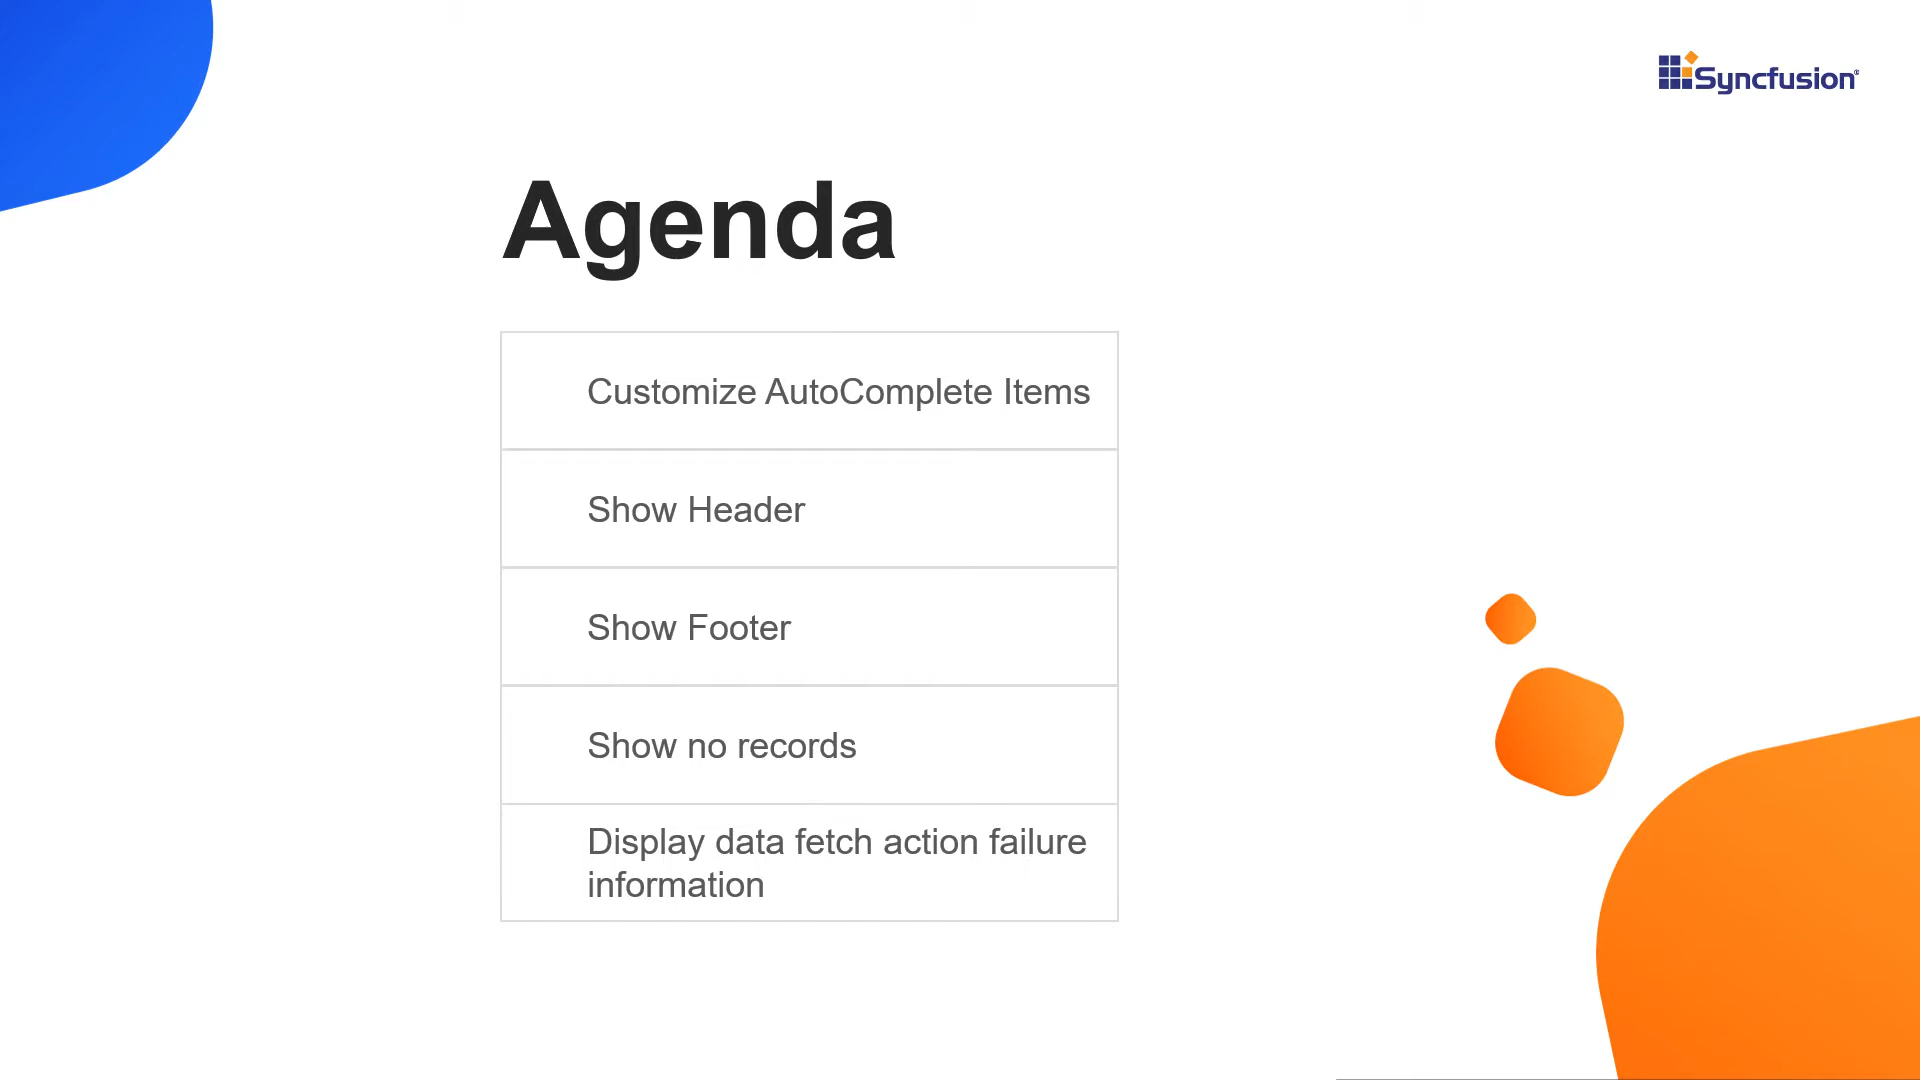 Syncfusion®
Agenda
Customize AutoComplete Items
Show Header
Show Footer
Show no records
Display data fetch action failure
information